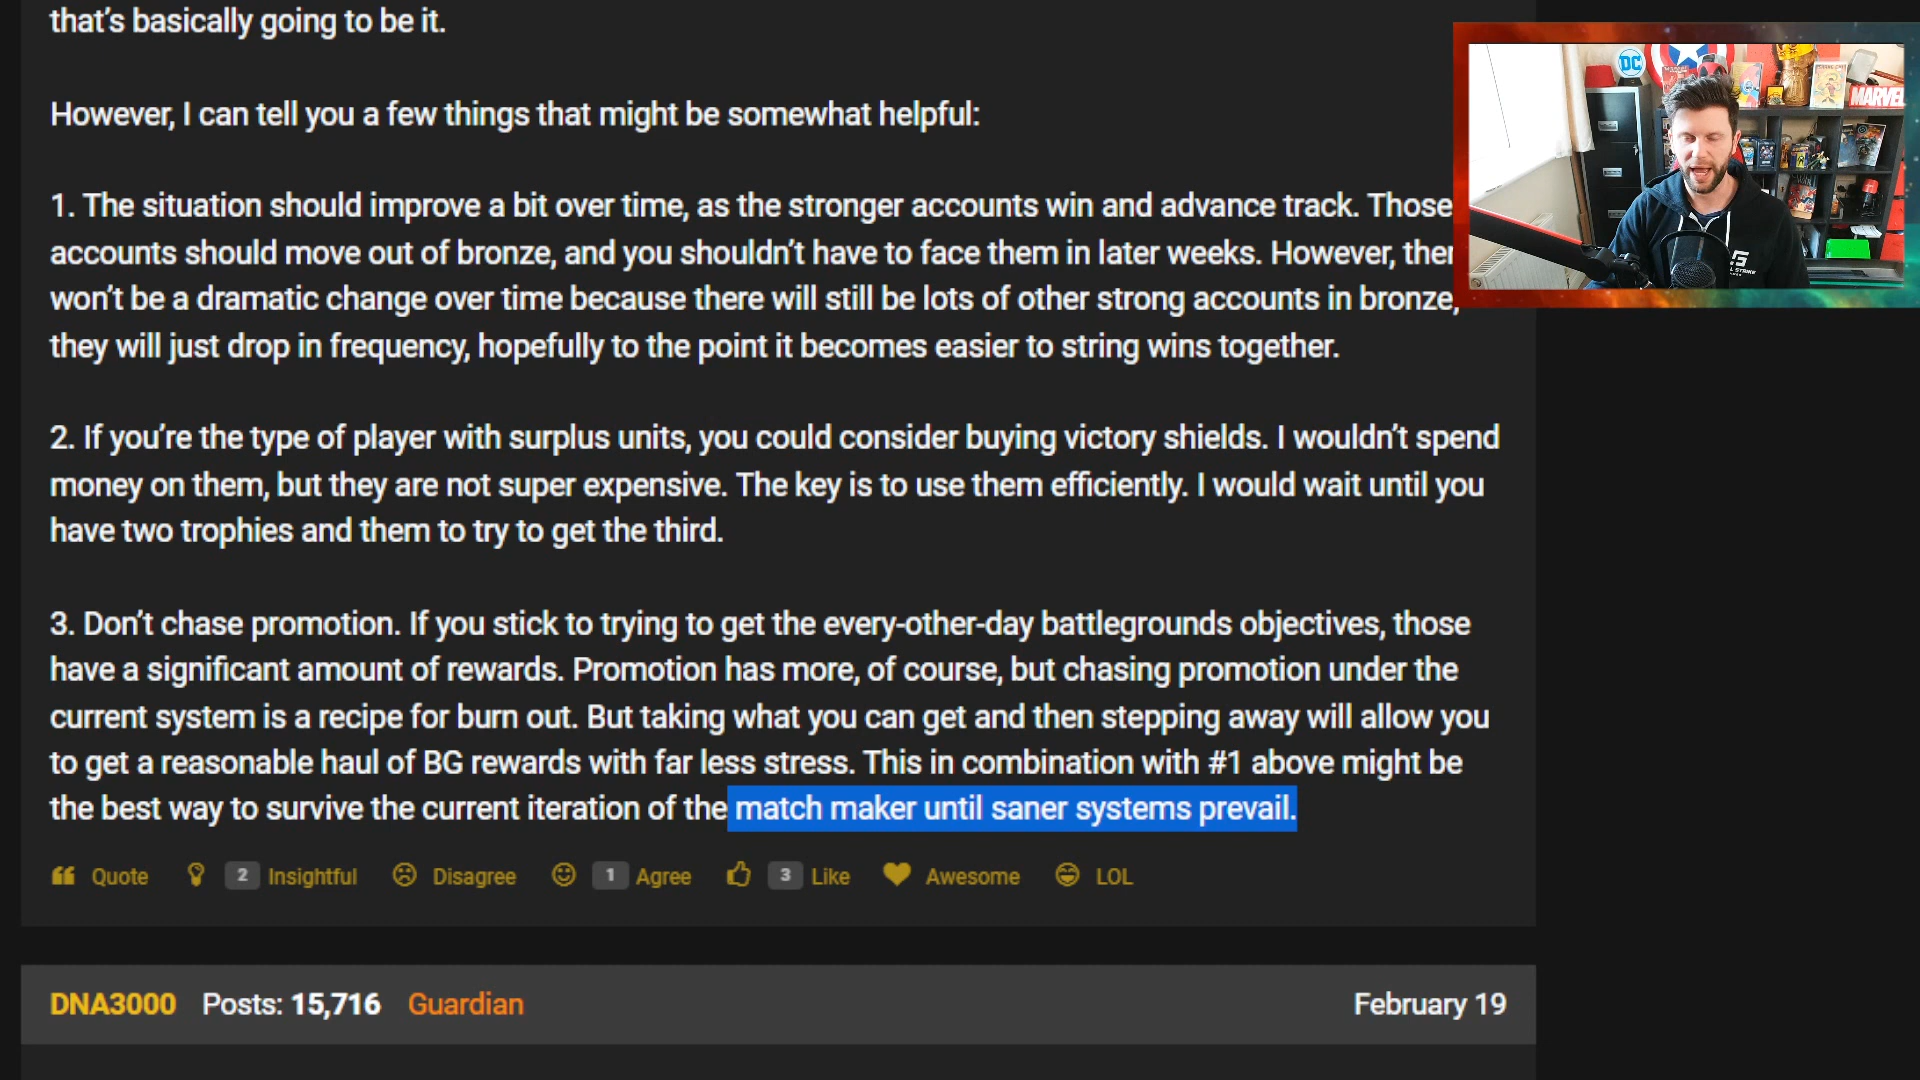 that's basically going to be it.
However, I can tell you a few things that might be somewhat helpful:
1. The situation should improve a bit over time, as the stronger accounts win and advance track. Those
accounts should move out of bronze, and you shouldn't have to face them in later weeks. However, ther
won't be a dramatic change over time because there will still be lots of other strong accounts in bronze,
they will just drop in frequency, hopefully to the point it becomes easier to string wins together.
2. If you're the type of player with surplus units, you could consider buying victory shields. I wouldn't spend
money on them, but they are not super expensive. The key is to use them efficiently. I would wait until you
have two trophies and them to try to get the third.
3. Don't chase promotion. If you stick to trying to get the every-other-day battlegrounds objectives, those
have a significant amount of rewards. Promotion has more, of course, but chasing promotion under the
current system is a recipe for burn out. But taking what you can get and then stepping away will allow you
to get a reasonable haul of BG rewards with far less stress. This in combination with #1 above might be
the best way to survive the current iteration of the match maker until saner systems prevail.
Quote 2 Insightful Disagree 1 Agree 3 Like Awesome LOL
DNA3000 Posts: 15,716 Guardian February 19
DC
MARVEL